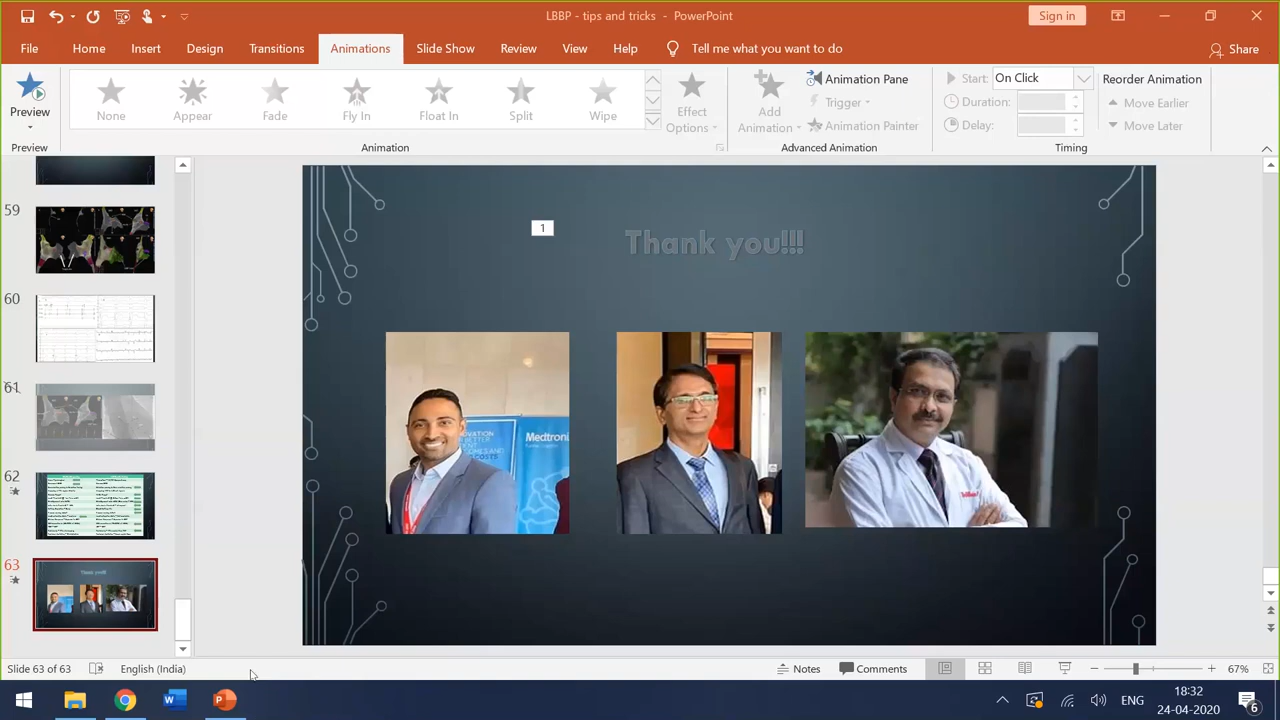 LBBP - tips and tricks - PowerPoint
Sign in
File Home Insert Design Transitions Animations Slide Show Review View Help Tell me what you want to do Share
Preview
None Appear Fade Fly In Float In Split Wipe
Effect
Options
Add
Animation
Animation Pane
Trigger
Animation Painter
Start: On Click
Duration:
Delay:
Reorder Animation
Move Earlier
Move Later
Preview Animation Advanced Animation Timing
59
60
61
62
63
1
Thank you!!!
Medtroni
Slide 63 of 63 English (India) Notes Comments 67%
ENG
18:32
24-04-2020
6